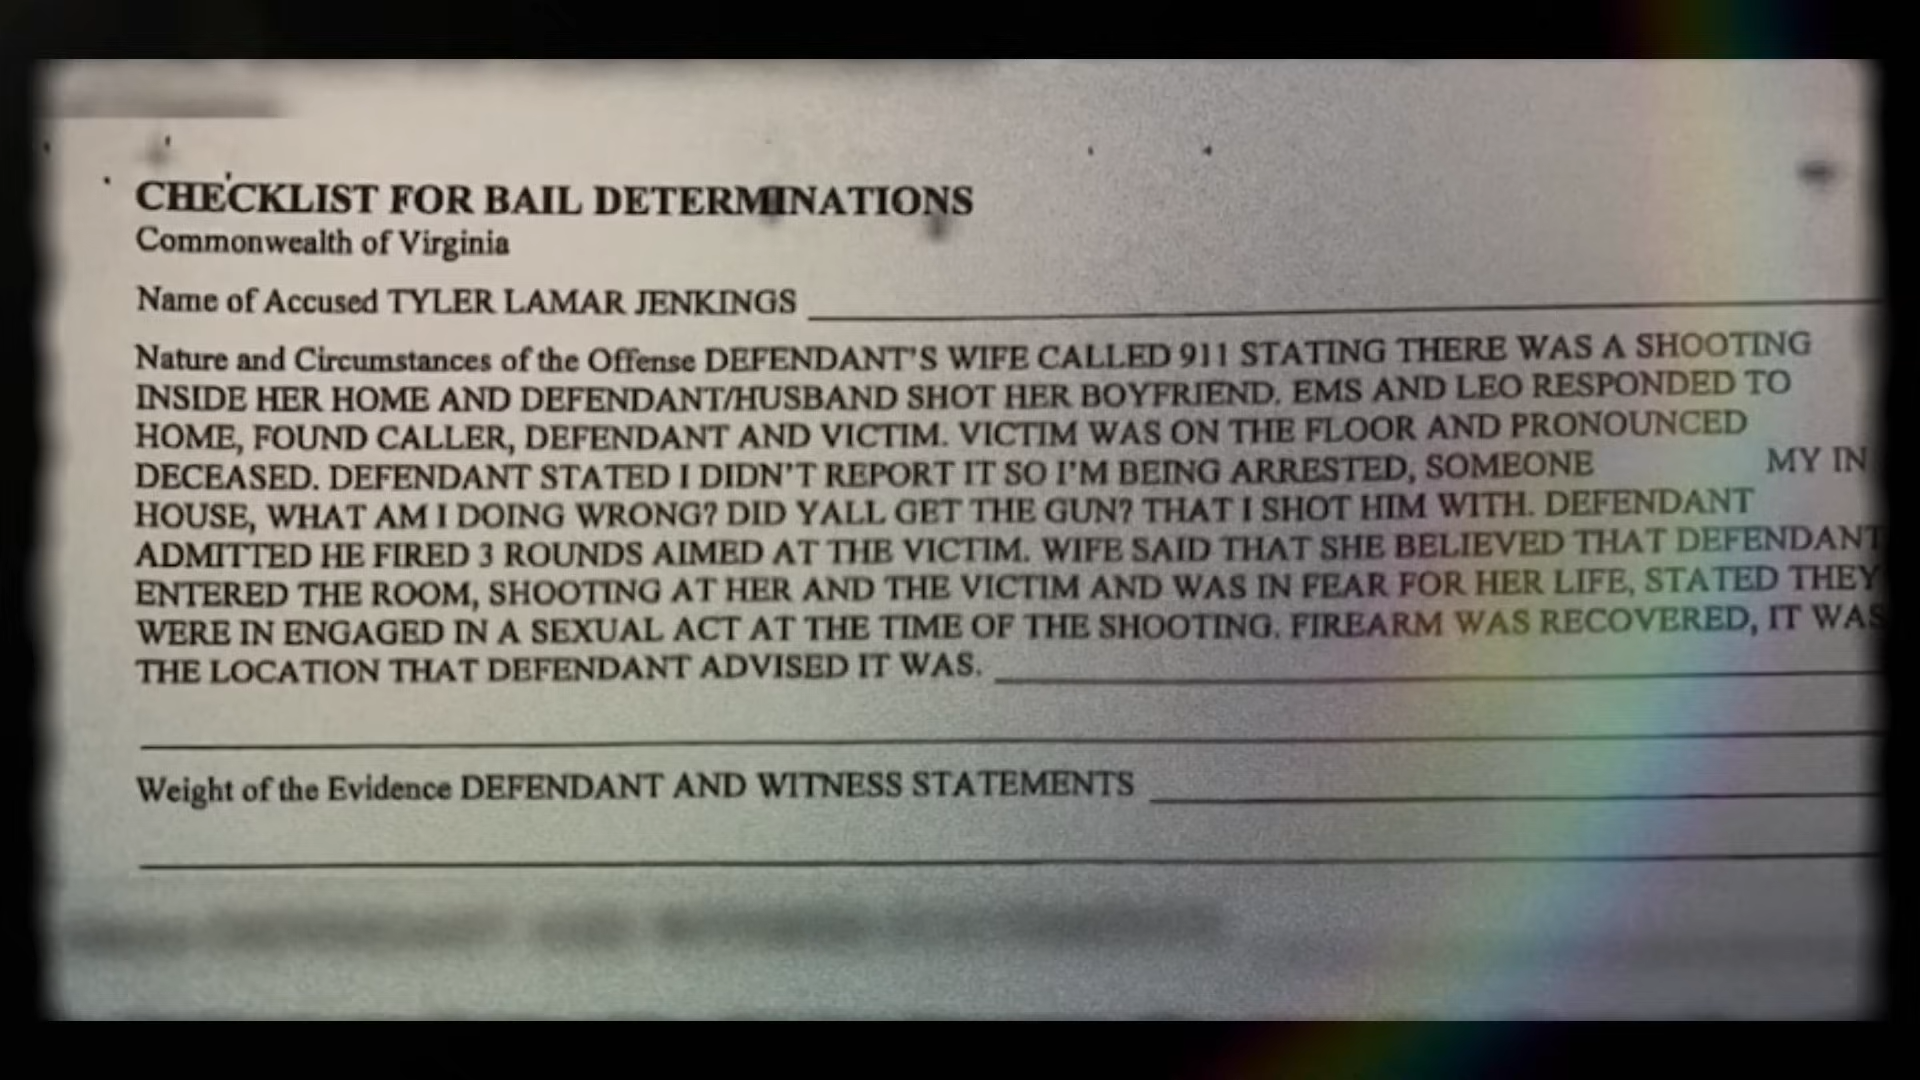 CHECKLIST FOR BAIL DETERMINATIONS
Commonwealth of Virginia
Name of Accused TYLER LAMAR JENKINGS
Nature and Circumstances of the Offense DEFENDANT'S WIFE CALLED 911 STATING THERE WAS A SHOOTING
INSIDE HER HOME AND DEFENDANT/HUSBAND SHOT HER BOYFRIEND. EMS AND LEO RESPONDED TO
HOME, FOUND CALLER, DEFENDANT AND VICTIM. VICTIM WAS ON THE FLOOR AND PRONOUNCED
DECEASED. DEFENDANT STATED I DIDN'T REPORT IT SO I'M BEING ARRESTED, SOMEONE MY IN
HOUSE, WHAT AM I DOING WRONG? DID YALL GET THE GUN? THAT I SHOT HIM WITH. DEFENDANT
ADMITTED HE FIRED 3 ROUNDS AIMED AT THE VICTIM. WIFE SAID THAT SHE BELIEVED THAT DEFENDANT
ENTERED THE ROOM, SHOOTING AT HER AND THE VICTIM AND WAS IN FEAR FOR HER LIFE, STATED THEY
WERE IN ENGAGED IN A SEXUAL ACT AT THE TIME OF THE SHOOTING. FIREARM WAS RECOVERED, IT WAS
THE LOCATION THAT DEFENDANT ADVISED IT WAS.
Weight of the Evidence DEFENDANT AND WITNESS STATEMENTS